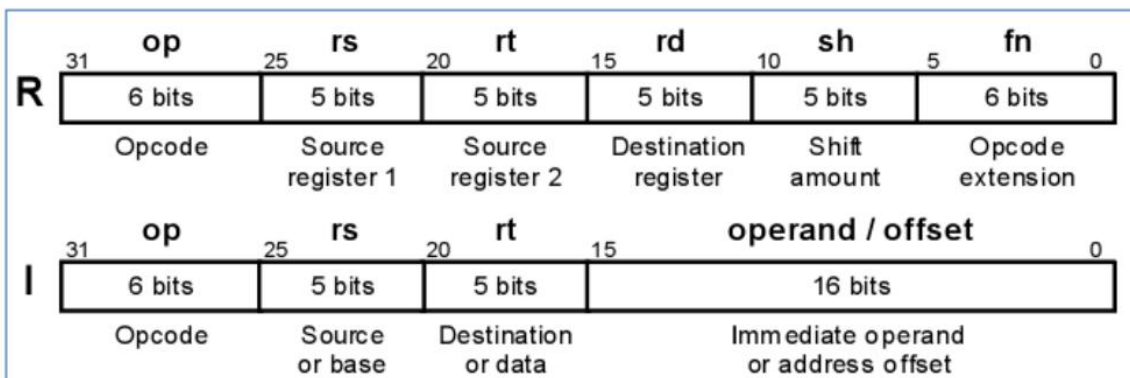 op rs rt rd sh fn
31 25 20 15 10 5 0
R 6 bits 5 bits 5 bits 5 bits 5 bits 6 bits
Opcode Source Source Destination Shift Opcode
register 1 register 2 register amount extension
op rs rt operand / offset
31 25 20 15 0
I 6 bits 5 bits 5 bits 16 bits
Opcode Source Destination Immediate operand
or base or data or address offset